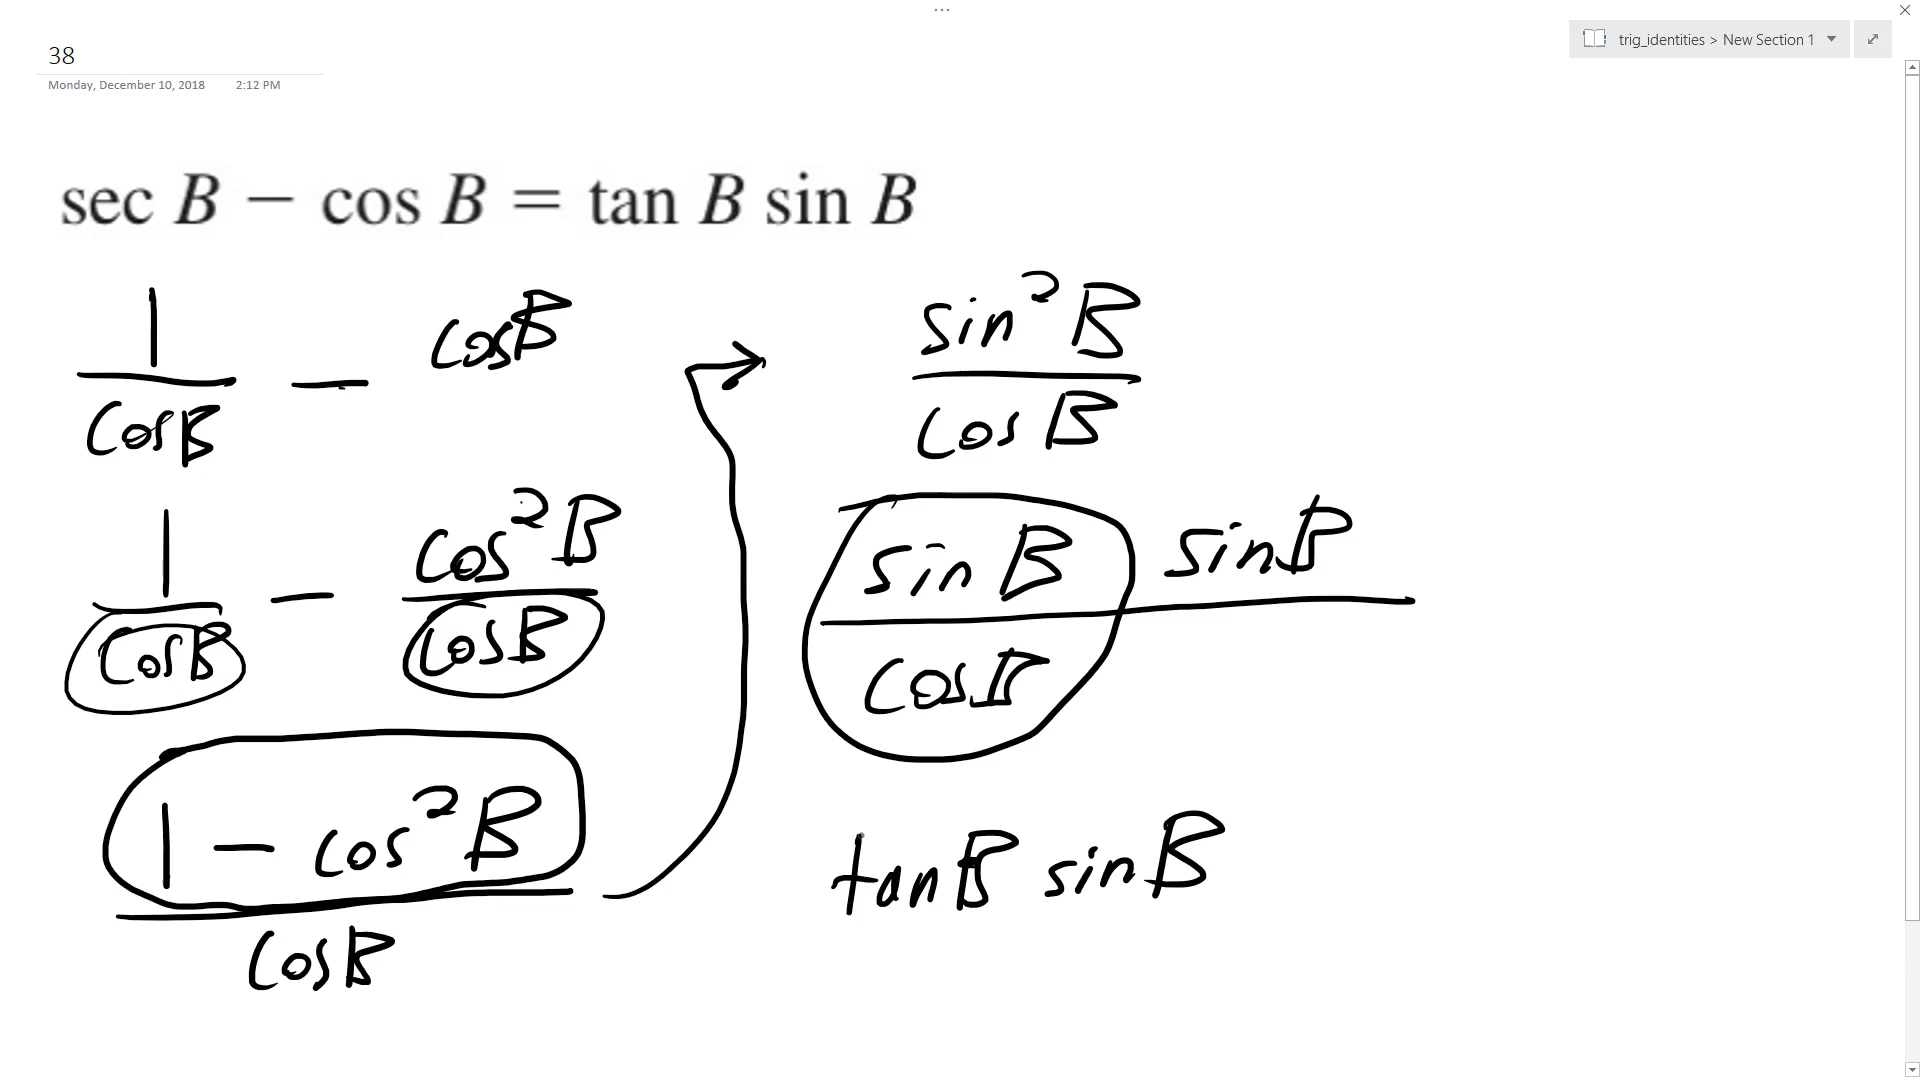 ...
trig_identities > New Section 1
38
Monday, December 10, 2018 2:12 PM
sec B − cos B = tan B sin B
1/cosB − cosB
1/cosB − cos²B/cosB
1 − cos²B/cosB
sin²B/cosB
sinB sinB/cosB
tanB sinB